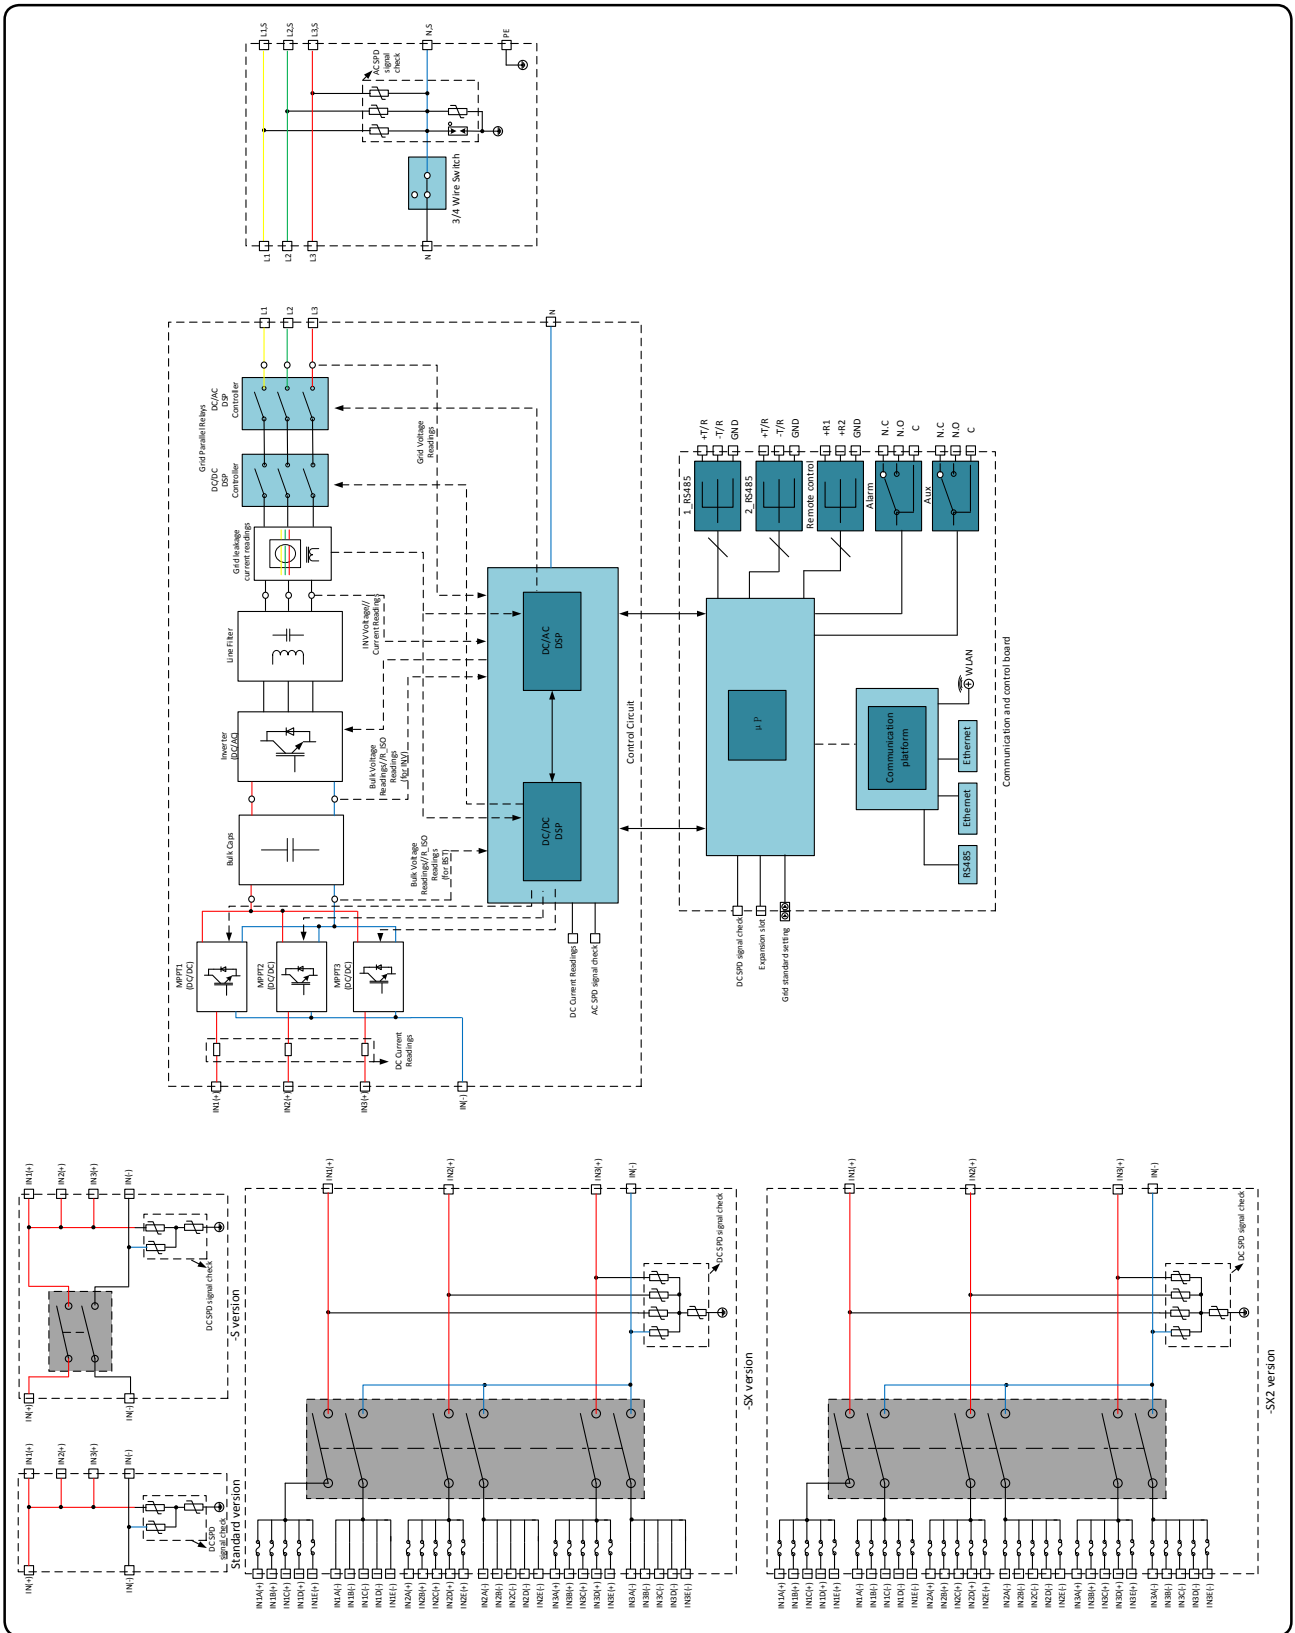 L1,S
L2,S
L3,S
N,S
PE
AC SPD
signal
check
3/4 Wire Switch
L1
L2
L3
N
L1
L2
L3
N
Grid Parallel Relays
DC/AC
DSP
Controller
DC/DC
DSP
Controller
Grid Voltage
Readings
Grid leakage
current readings
INV Voltage//
Current Readings
Line Filter
Inverter
(DC/AC)
Bulk Voltage
Readings//R_ISO
Readings
(for INV)
Bulk Caps
Bulk Voltage
Readings//R_ISO
Readings
(for BST)
DC/AC
DSP
DC/DC
DSP
Control Circuit
MPPT1
(DC/DC)
MPPT2
(DC/DC)
MPPT3
(DC/DC)
DC Current
Readings
DC Current Readings
AC SPD signal check
IN1(+)
IN2(+)
IN3(+)
IN(-)
+T/R
-T/R
GND
+T/R
-T/R
GND
+R1
+R2
GND
N.C
N.O
C
N.C
N.O
C
1_RS485
2_RS485
Remote control
Alarm
Aux
μP
Communication
platform
WLAN
Ethernet
Ethernet
RS485
Communication and control board
DC SPD signal check
Expansion slot
Grid standard setting
IN1(+)
IN2(+)
IN3(+)
IN(-)
DC SPD signal check
IN(+)
IN(-)
-S version
IN1(+)
IN2(+)
IN3(+)
IN(-)
DC SPD
signal check
IN(+)
IN(-)
Standard version
IN1(+)
IN2(+)
IN3(+)
IN(-)
DC SPD signal check
-SX version
IN1A(+)
IN1B(+)
IN1C(+)
IN1D(+)
IN1E(+)
IN1A(-)
IN1B(-)
IN1C(-)
IN1D(-)
IN1E(-)
IN2A(+)
IN2B(+)
IN2C(+)
IN2D(+)
IN2E(+)
IN2A(-)
IN2B(-)
IN2C(-)
IN2D(-)
IN2E(-)
IN3A(+)
IN3B(+)
IN3C(+)
IN3D(+)
IN3E(+)
IN3A(-)
IN3B(-)
IN3C(-)
IN3D(-)
IN3E(-)
IN1(+)
IN2(+)
IN3(+)
IN(-)
DC SPD signal check
-SX2 version
IN1A(+)
IN1B(+)
IN1C(+)
IN1D(+)
IN1E(+)
IN1A(-)
IN1B(-)
IN1C(-)
IN1D(-)
IN1E(-)
IN2A(+)
IN2B(+)
IN2C(+)
IN2D(+)
IN2E(+)
IN2A(-)
IN2B(-)
IN2C(-)
IN2D(-)
IN2E(-)
IN3A(+)
IN3B(+)
IN3C(+)
IN3D(+)
IN3E(+)
IN3A(-)
IN3B(-)
IN3C(-)
IN3D(-)
IN3E(-)